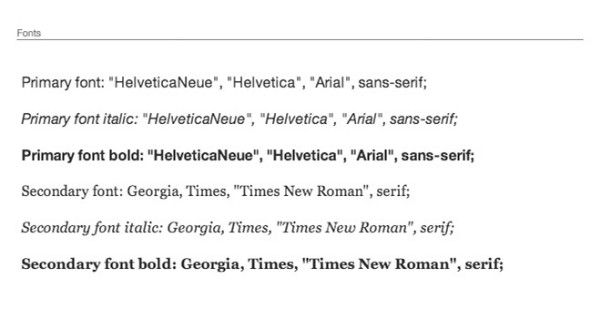 Fonts
Primary font: "HelveticaNeue", "Helvetica", "Arial", sans-serif;
Primary font italic: "HelveticaNeue", "Helvetica", "Arial", sans-serif;
Primary font bold: "HelveticaNeue", "Helvetica", "Arial", sans-serif;
Secondary font: Georgia, Times, "Times New Roman", serif;
Secondary font italic: Georgia, Times, "Times New Roman", serif;
Secondary font bold: Georgia, Times, "Times New Roman", serif;